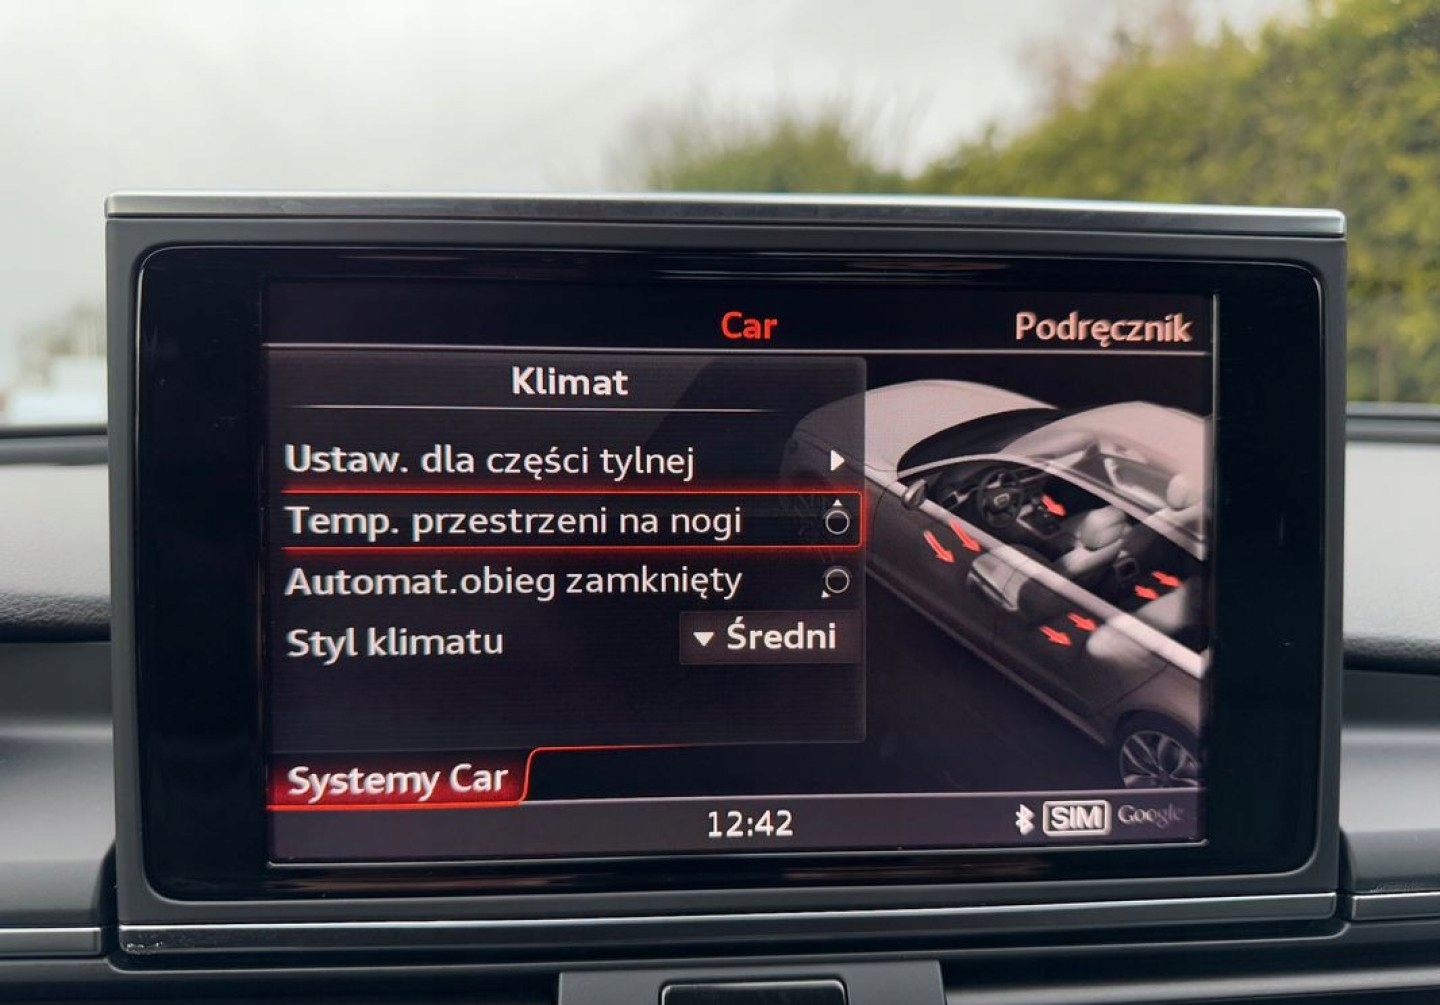 Car
Podręcznik
Klimat
Ustaw. dla części tylnej
Temp. przestrzeni na nogi
Automat.obieg zamknięty
Styl klimatu
Średni
Systemy Car
12:42
SIM
Google